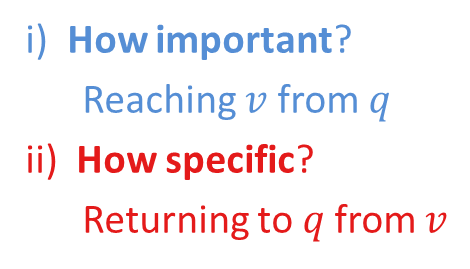 i) How important?
Reaching v from q
ii) How specific?
Returning to q from v